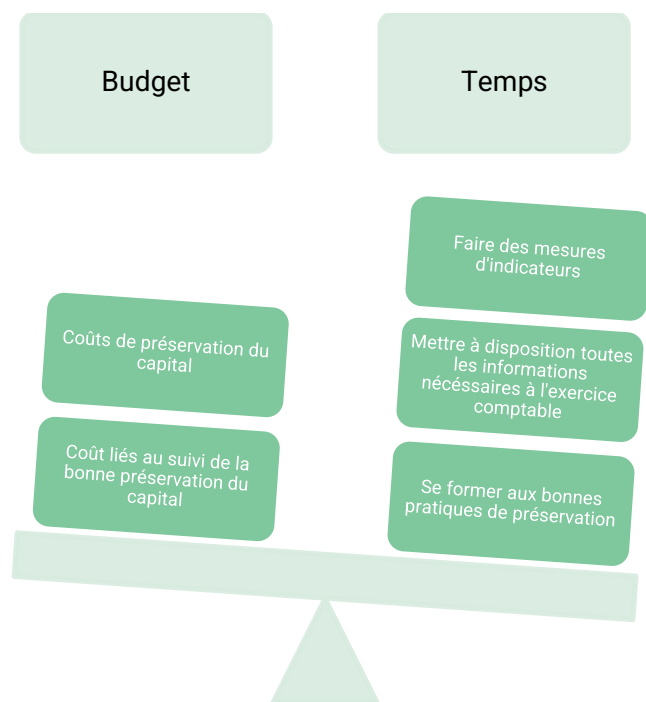 Budget
Temps
Coûts de préservation du
capital
Coût liés au suivi de la
bonne préservation du
capital
Faire des mesures
d'indicateurs
Mettre à disposition toutes
les informations
nécéssaires à l'exercice
comptable
Se former aux bonnes
pratiques de préservation